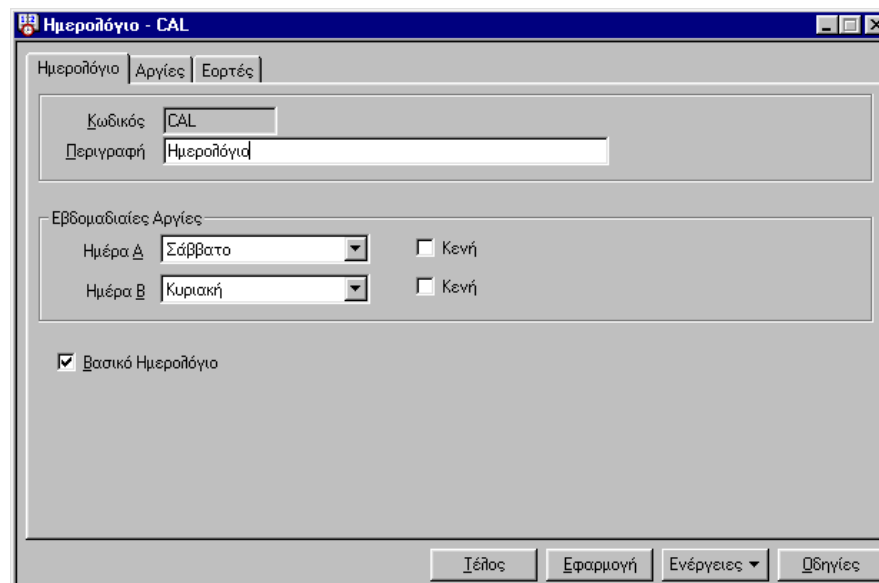 Ημερολόγιο - CAL
Ημερολόγιο Αργίες Εορτές
Κωδικός CAL
Περιγραφή Ημερολόγιο
Εβδομαδιαίες Αργίες
Ημέρα Α Σάββατο Κενή
Ημέρα Β Κυριακή Κενή
Βασικό Ημερολόγιο
Τέλος Εφαρμογή Ενέργειες Οδηγίες